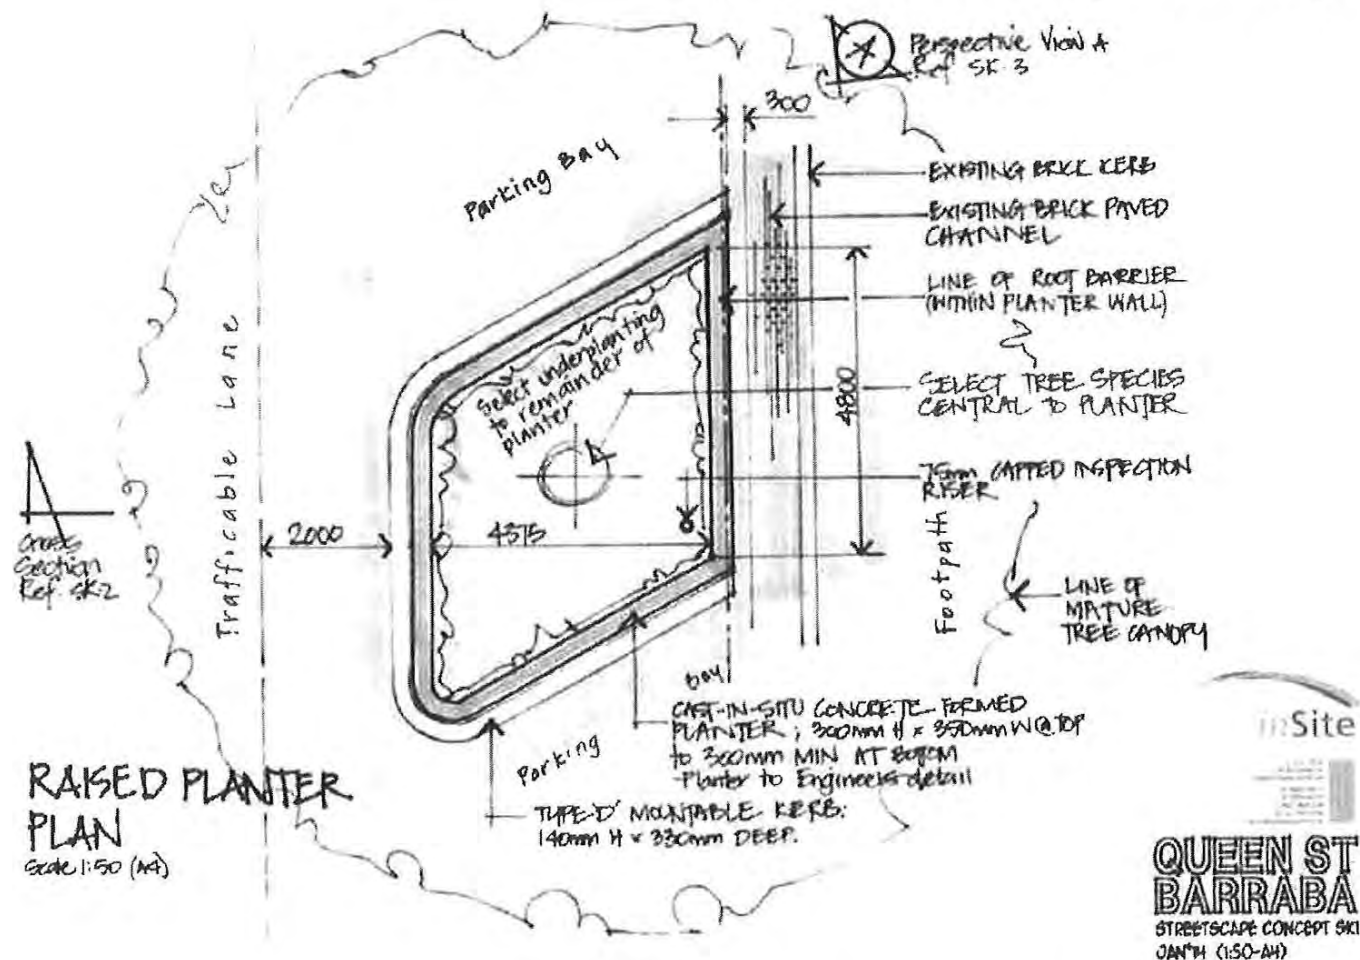 Perspective View A
Ref SK-3
300
Parking Bay
EXISTING BRICK KERB
EXISTING BRICK PAVED
CHANNEL
LINE OF ROOT BARRIER
(WITHIN PLANTER WALL)
Select underplanting
to remainder of
planter
SELECT TREE SPECIES
CENTRAL TO PLANTER
4800
Trafficable Lane
75mm CAPPED INSPECTION
RISER
Cross
Section
Ref. SK-2
2000
4375
Footpath
LINE OF
MATURE
TREE CANOPY
Parking Bay
CAST-IN-SITU CONCRETE FORMED
PLANTER; 300mm H x 350mm W @ TOP
to 300mm MIN AT BOTTOM
-Planter to Engineers detail
TYPE 'D' MOUNTABLE KERB:
140mm H x 330mm DEEP.
RAISED PLANTER
PLAN
Scale 1:50 (A4)
inSite
QUEEN ST
BARRABA
STREETSCAPE CONCEPT SK
JAN'14 (1:50-A4)